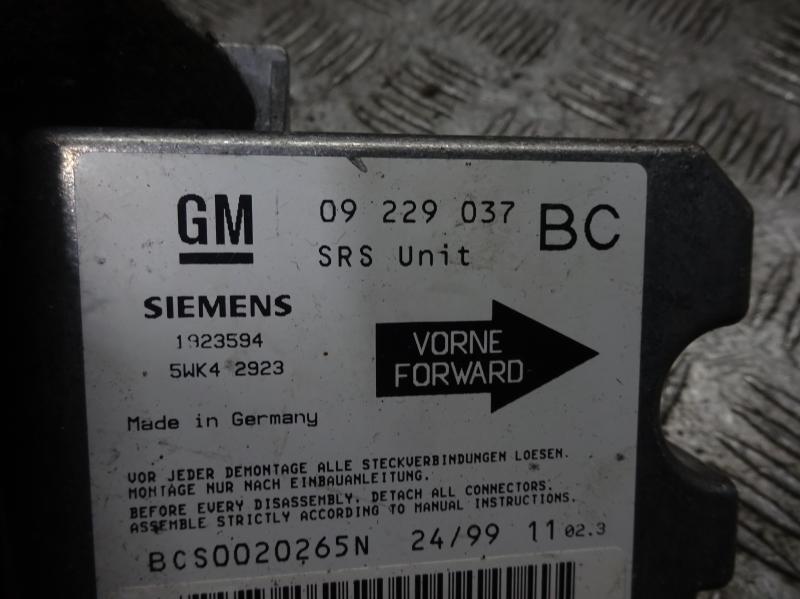 GM 09 229 037 BC
SRS Unit
SIEMENS
1923594
5WK4 2923
VORNE
FORWARD
Made in Germany
VOR JEDER DEMONTAGE ALLE STECKVERBINDUNGEN LOESEN.
MONTAGE NUR NACH EINBAUANLEITUNG.
BEFORE EVERY DISASSEMBLY, DETACH ALL CONNECTORS.
ASSEMBLE STRICTLY ACCORDING TO MANUAL INSTRUCTIONS.
BCS0020265N 24/99 11 02.3